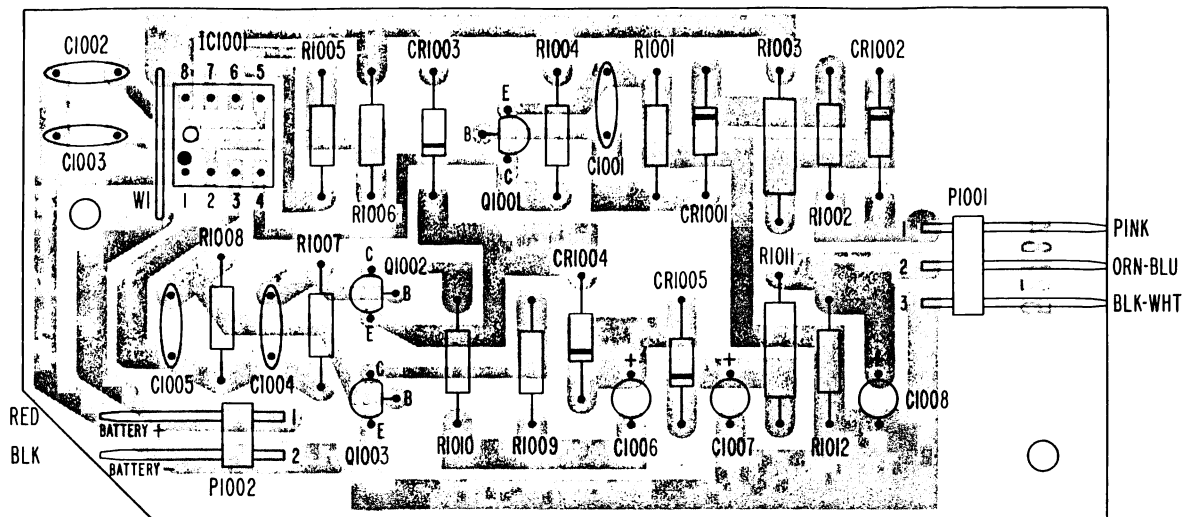 C1002
IC1001
R1005
CR1003
R1004
R1001
R1003
CR1002
8 7 6 5
E
B
C
C1003
C1001
W1
1 2 3 4
R1006
Q1001
CR1001
R1002
P1001
1
PINK
R1008
R1007
C
Q1002
B
E
CR1004
CR1005
R1011
2
ORN-BLU
3
BLK-WHT
C1005
C1004
C
B
E
+
+
+
C1008
RED
BATTERY +
1
BLK
BATTERY-
2
P1002
Q1003
R1010
R1009
C1006
C1007
R1012